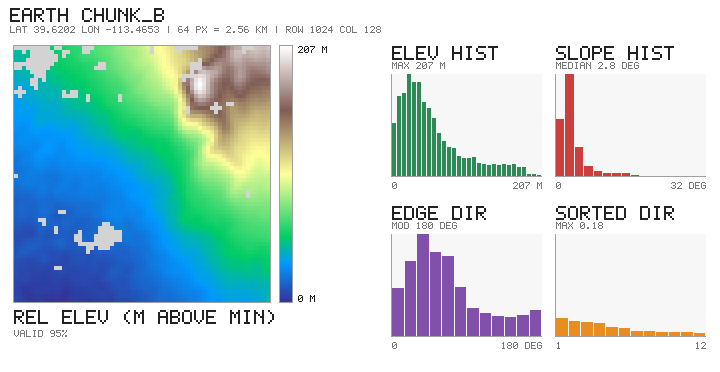 EARTH CHUNK_B
LAT 39.6202 LON -113.4653 | 64 PX = 2.56 KM | ROW 1024 COL 128
207 M
0 M
REL ELEV (M ABOVE MIN)
VALID 95%
ELEV HIST
MAX 207 M
0 207 M
SLOPE HIST
MEDIAN 2.8 DEG
0 32 DEG
EDGE DIR
MOD 180 DEG
0 180 DEG
SORTED DIR
MAX 0.18
1 12